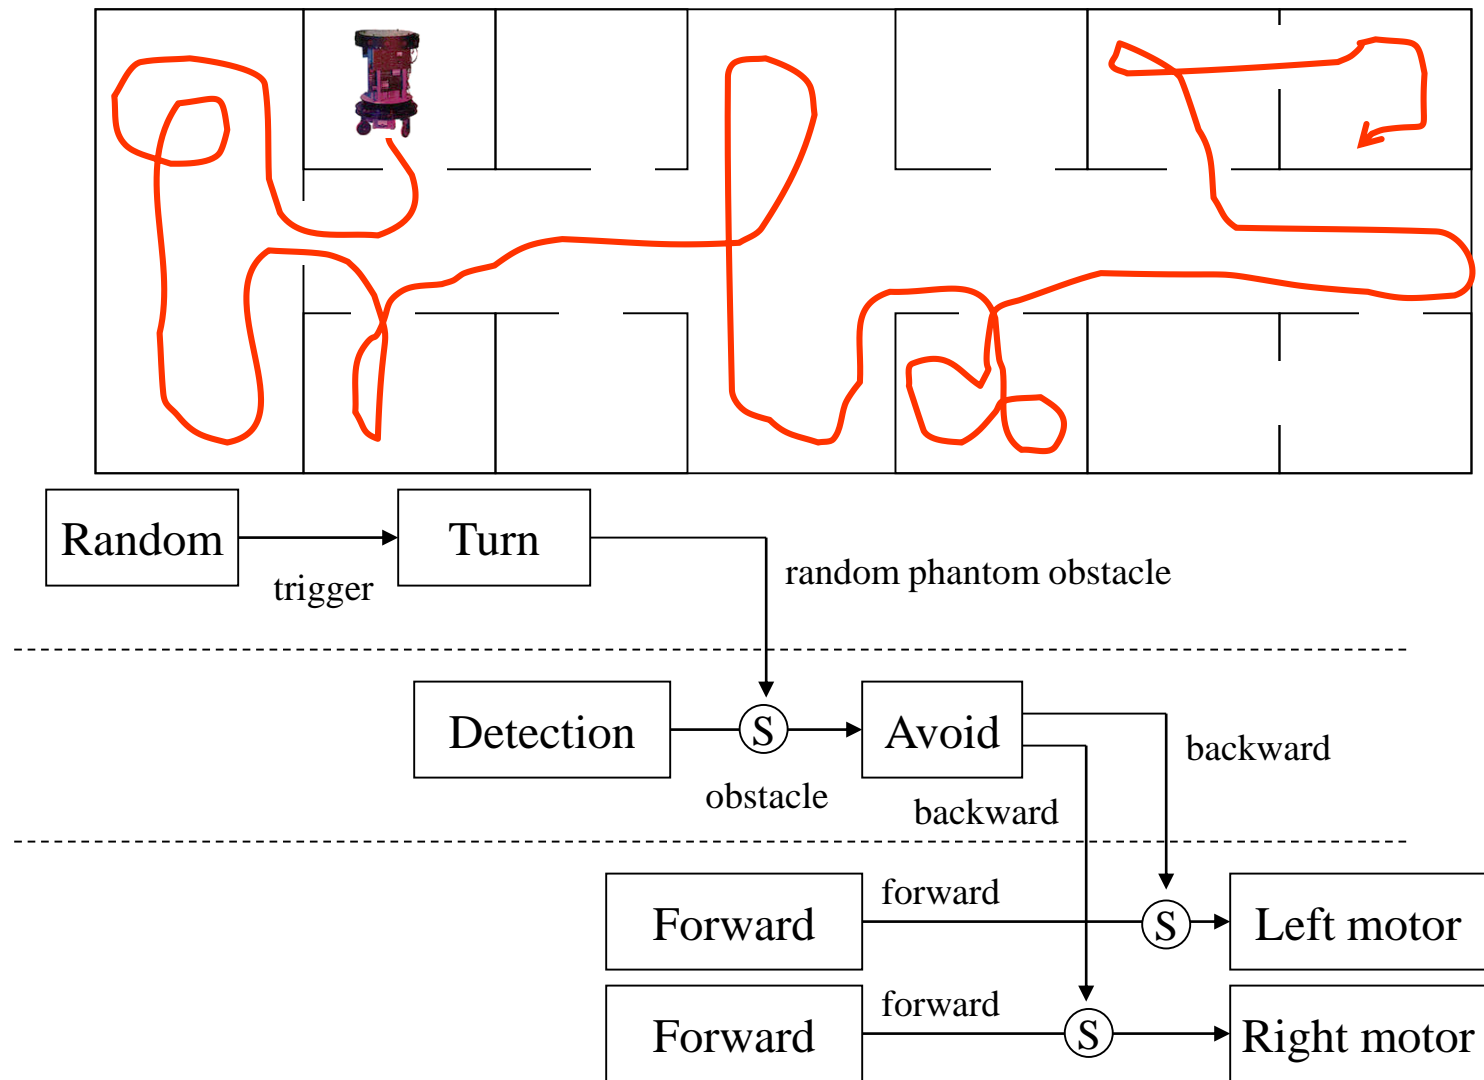 Random
Turn
trigger
random phantom obstacle
Detection
S
Avoid
obstacle
backward
backward
Forward
forward
S
Left motor
Forward
forward
S
Right motor